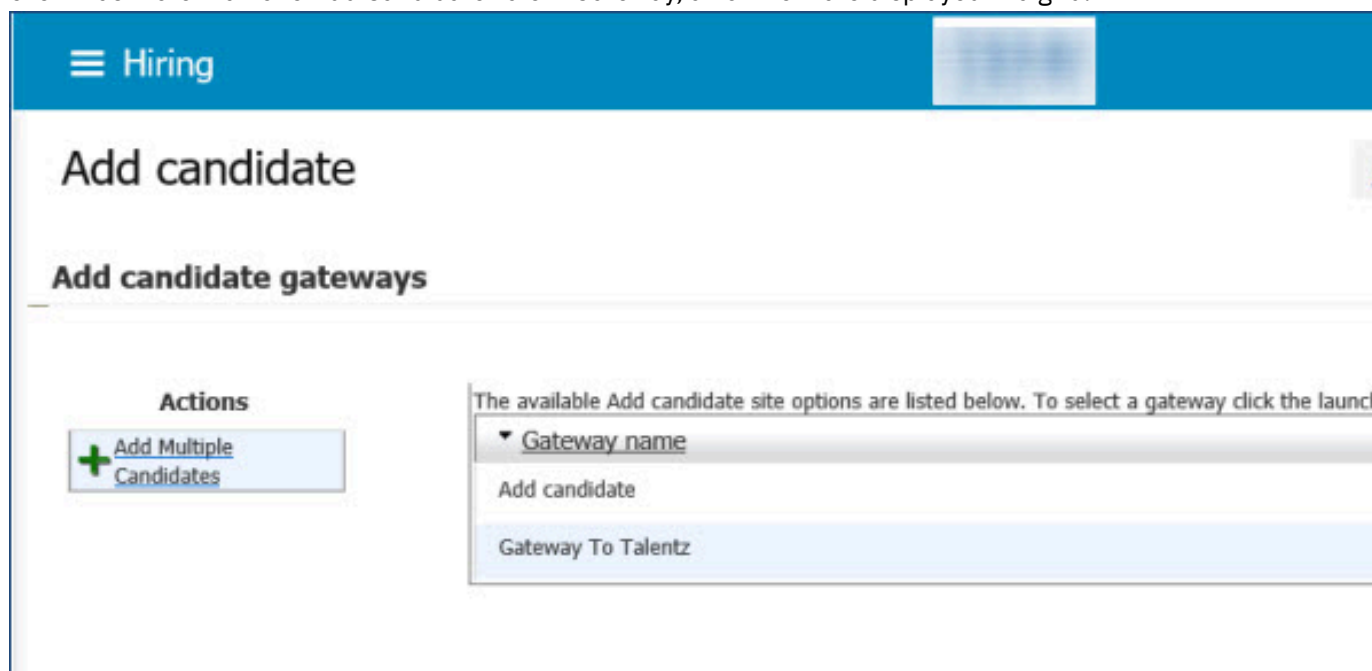 Hiring
Add candidate
Add candidate gateways
Actions
Add Multiple
Candidates
The available Add candidate site options are listed below. To select a gateway click the
Gateway name
Add candidate
Gateway To Talentz